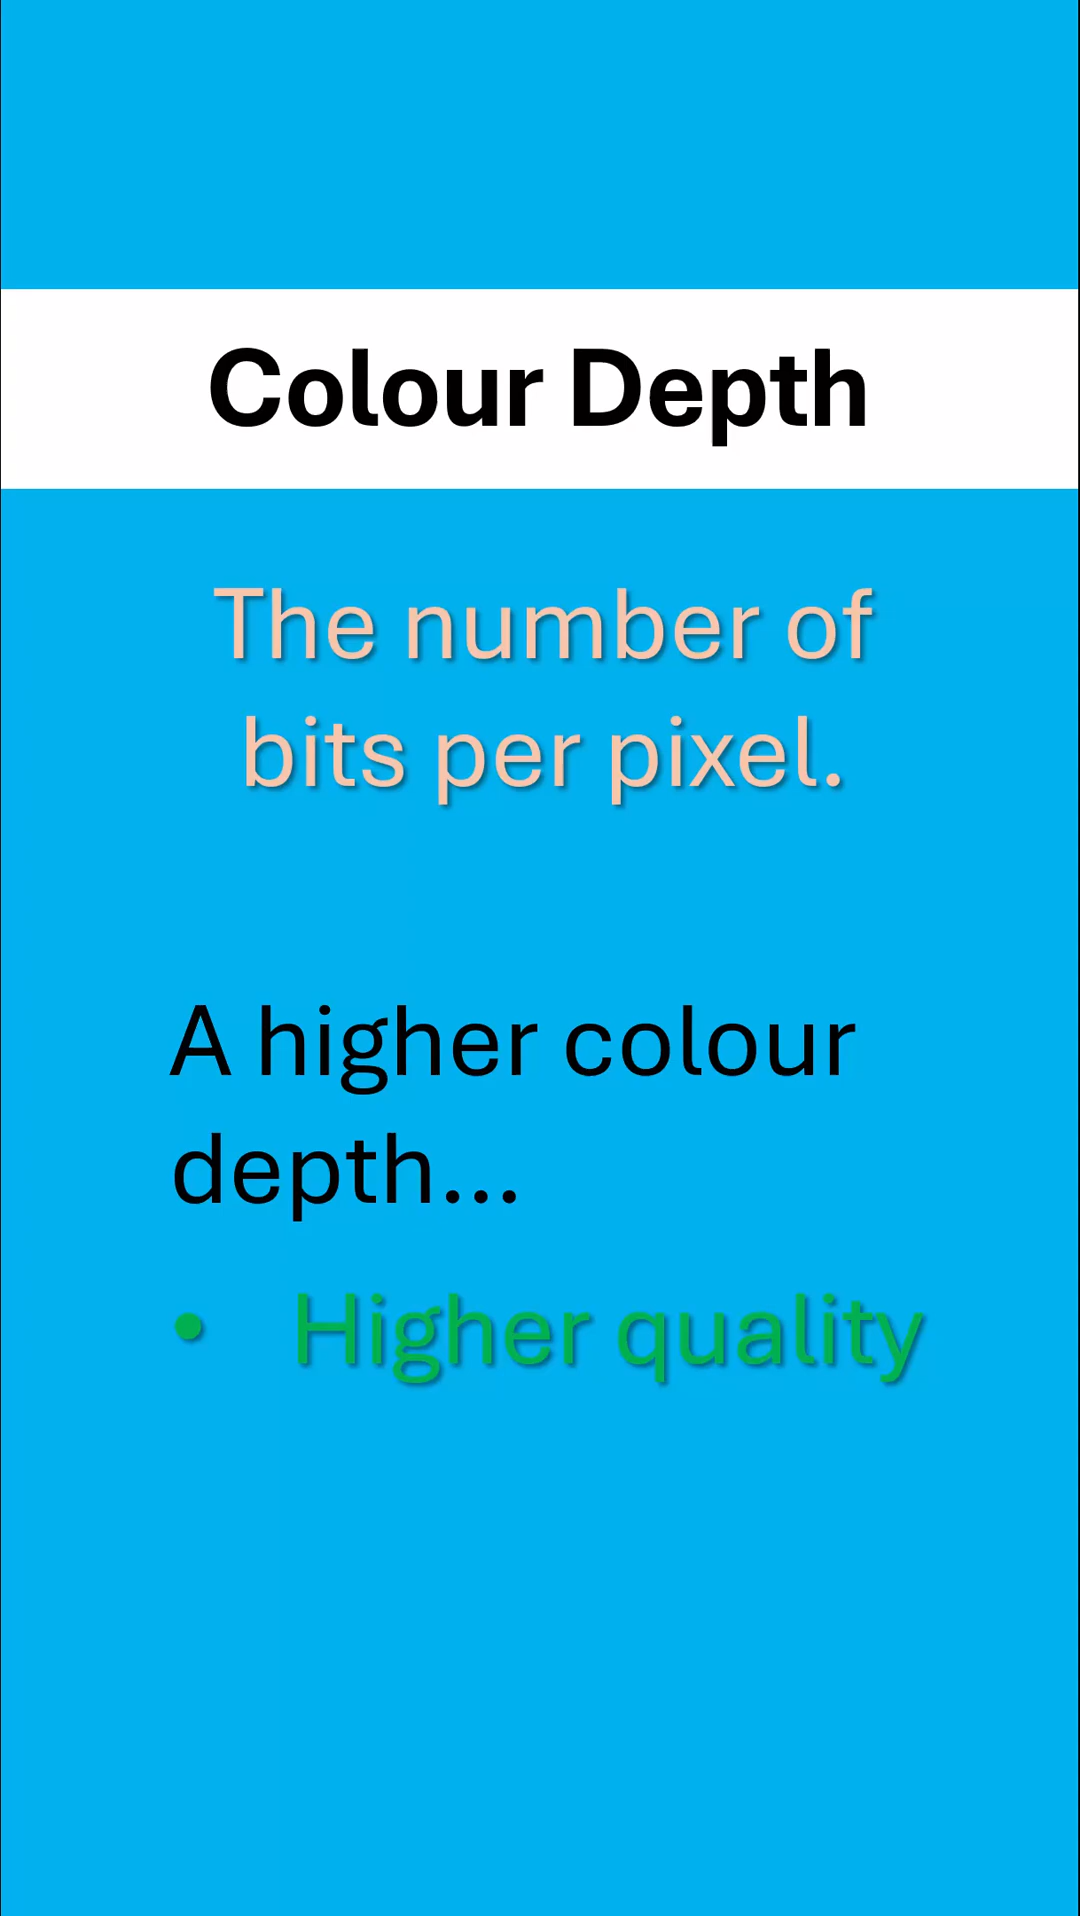 Colour Depth
The number of
bits per pixel.
A higher colour
depth...
• Higher quality